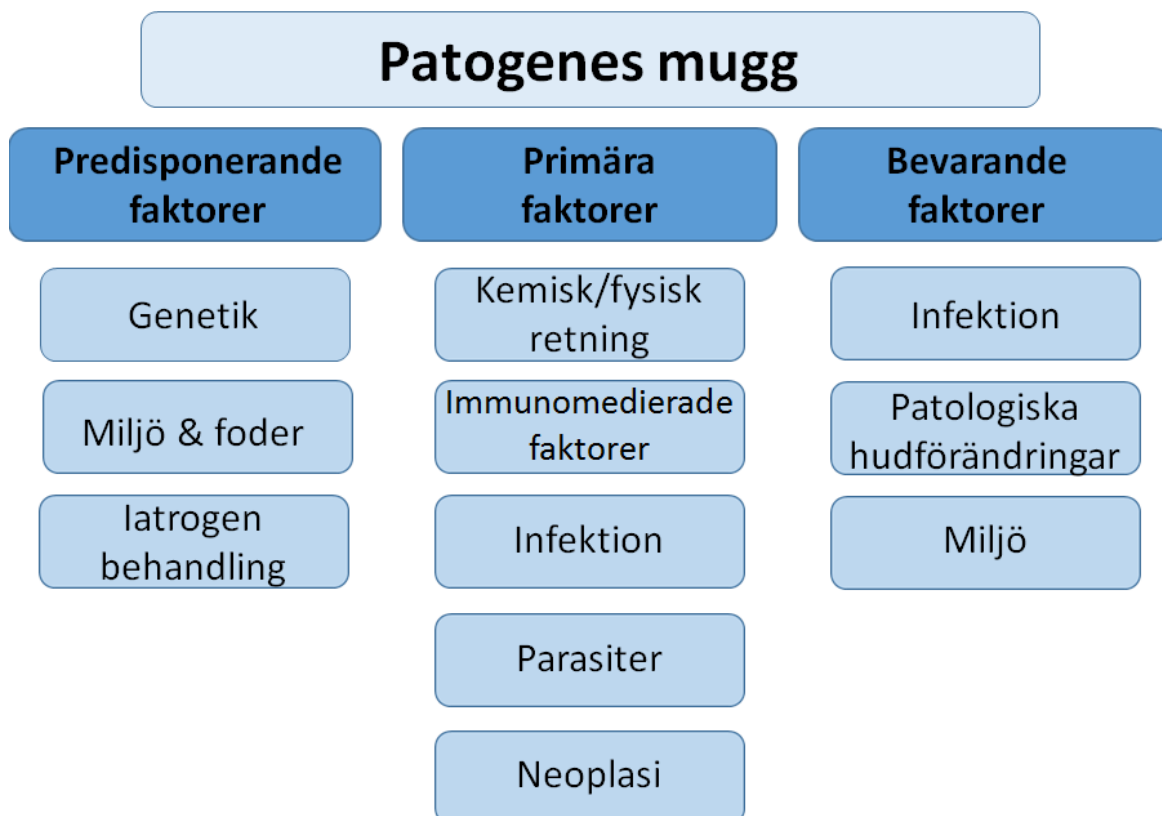 Patogenes mugg
Predisponerande
faktorer
Genetik
Miljö & foder
Iatrogen
behandling
Primära
faktorer
Kemisk/fysisk
retning
Immunomedierade
faktorer
Infektion
Parasiter
Neoplasi
Bevarande
faktorer
Infektion
Patologiska
hudförändringar
Miljö